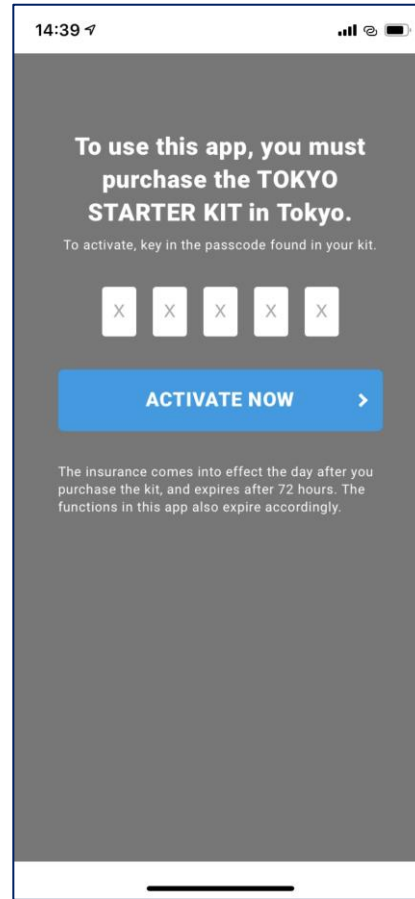 14:39
To use this app, you must
purchase the TOKYO
STARTER KIT in Tokyo.
To activate, key in the passcode found in your kit.
X X X X X
ACTIVATE NOW
The insurance comes into effect the day after you
purchase the kit, and expires after 72 hours. The
functions in this app also expire accordingly.